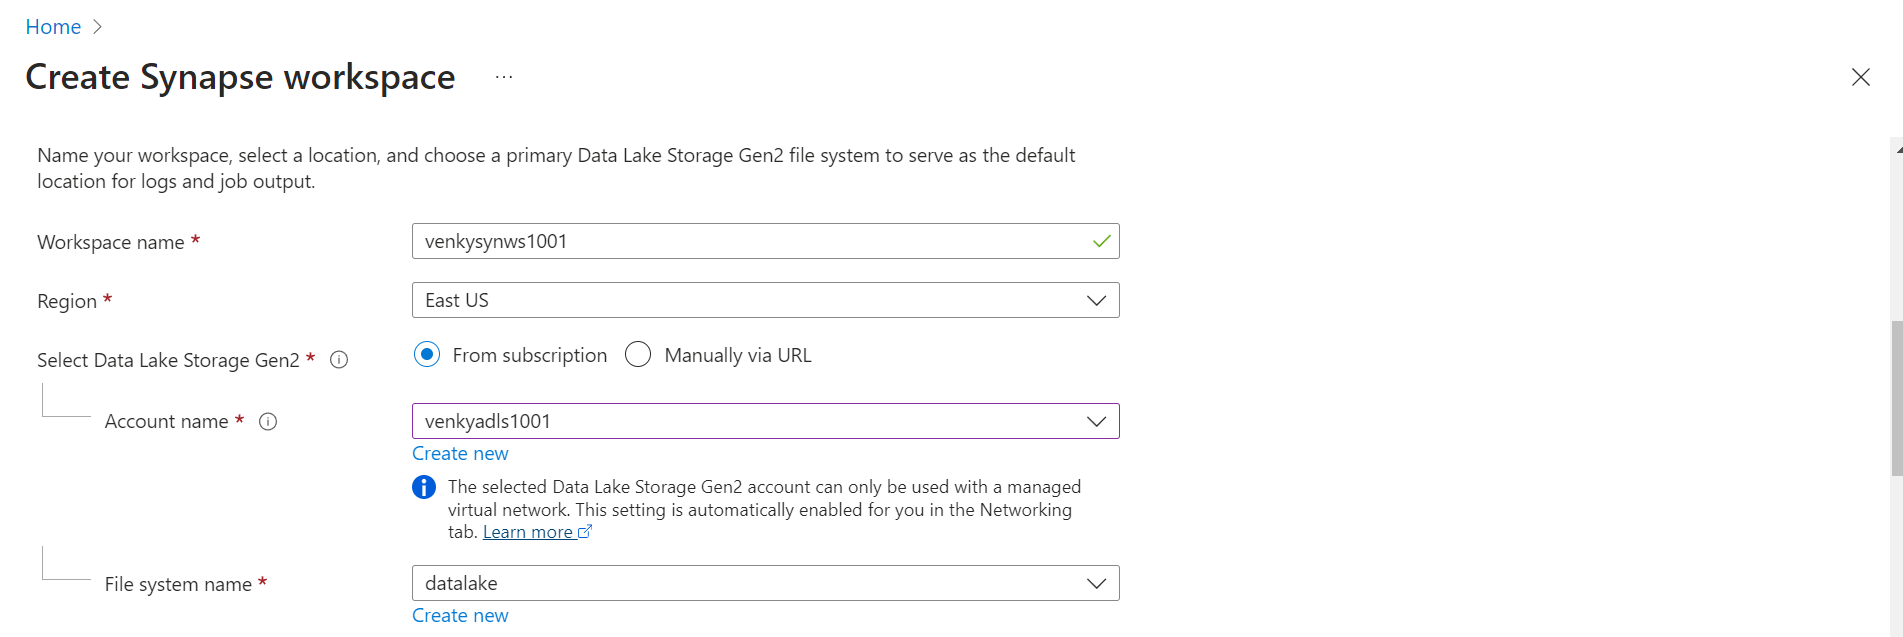 Home >
Create Synapse workspace ...
Name your workspace, select a location, and choose a primary Data Lake Storage Gen2 file system to serve as the default
location for logs and job output.
Workspace name *
venkysynws1001
Region *
East US
Select Data Lake Storage Gen2 *
From subscription
Manually via URL
Account name *
venkyadls1001
Create new
The selected Data Lake Storage Gen2 account can only be used with a managed
virtual network. This setting is automatically enabled for you in the Networking
tab. Learn more
File system name *
datalake
Create new